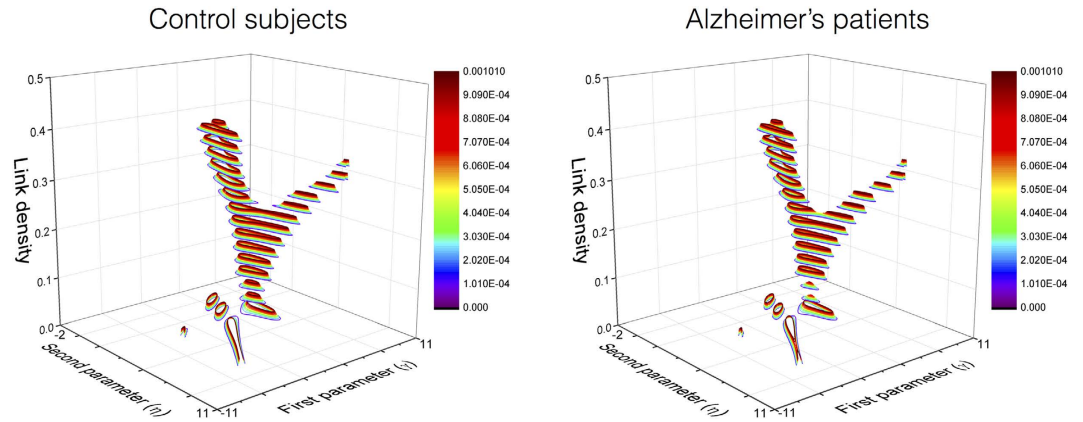 Control subjects
0.5
0.4
0.3
0.2
0.1
0.0
Link density
-2
Second parameter (η)
11
-11
First parameter (γ)
11
0.001010
9.090E-04
8.080E-04
7.070E-04
6.060E-04
5.050E-04
4.040E-04
3.030E-04
2.020E-04
1.010E-04
0.000
Alzheimer's patients
0.5
0.4
0.3
0.2
0.1
0.0
Link density
-2
Second parameter (η)
11
-11
First parameter (γ)
11
0.001010
9.090E-04
8.080E-04
7.070E-04
6.060E-04
5.050E-04
4.040E-04
3.030E-04
2.020E-04
1.010E-04
0.000